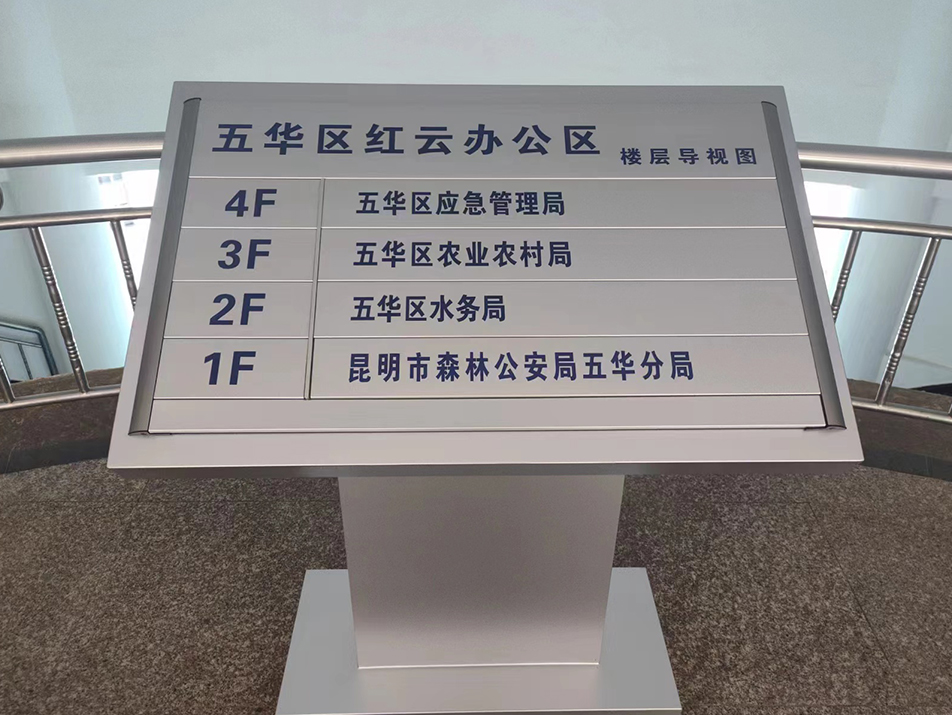 五华区红云办公区 楼层导视图
4F 五华区应急管理局
3F 五华区农业农村局
2F 五华区水务局
1F 昆明市森林公安局五华分局